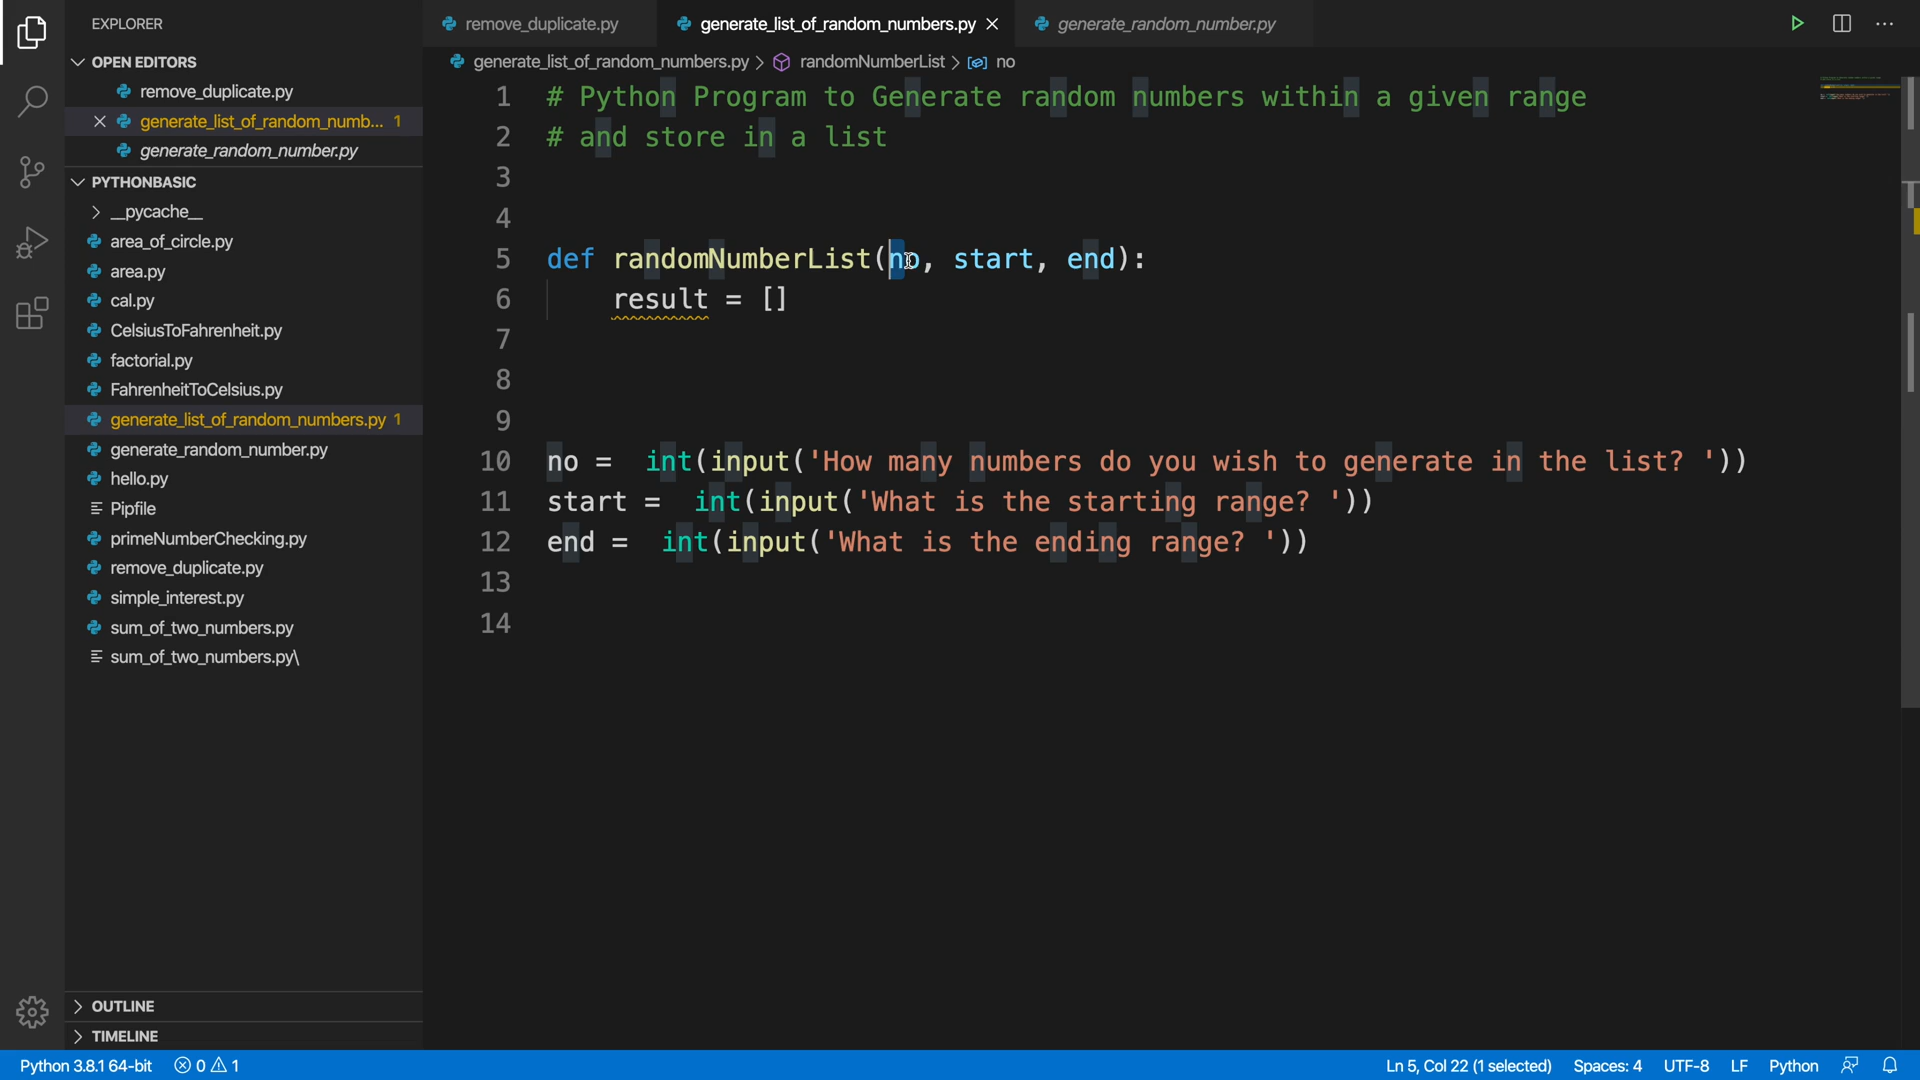 EXPLORER
OPEN EDITORS
remove_duplicate.py
generate_list_of_random_numb... 1
generate_random_number.py
PYTHONBASIC
__pycache__
area_of_circle.py
area.py
cal.py
CelsiusToFahrenheit.py
factorial.py
FahrenheitToCelsius.py
generate_list_of_random_numbers.py 1
generate_random_number.py
hello.py
Pipfile
primeNumberChecking.py
remove_duplicate.py
simple_interest.py
sum_of_two_numbers.py
sum_of_two_numbers.py\
OUTLINE
TIMELINE
remove_duplicate.py generate_list_of_random_numbers.py generate_random_number.py
generate_list_of_random_numbers.py > randomNumberList > no
1 # Python Program to Generate random numbers within a given range
2 # and store in a list
3
4
5 def randomNumberList(no, start, end):
6     result = []
7
8
9
10 no =  int(input('How many numbers do you wish to generate in the list? '))
11 start =  int(input('What is the starting range? '))
12 end =  int(input('What is the ending range? '))
13
14
Python 3.8.1 64-bit 0 1 Ln 5, Col 22 (1 selected) Spaces: 4 UTF-8 LF Python